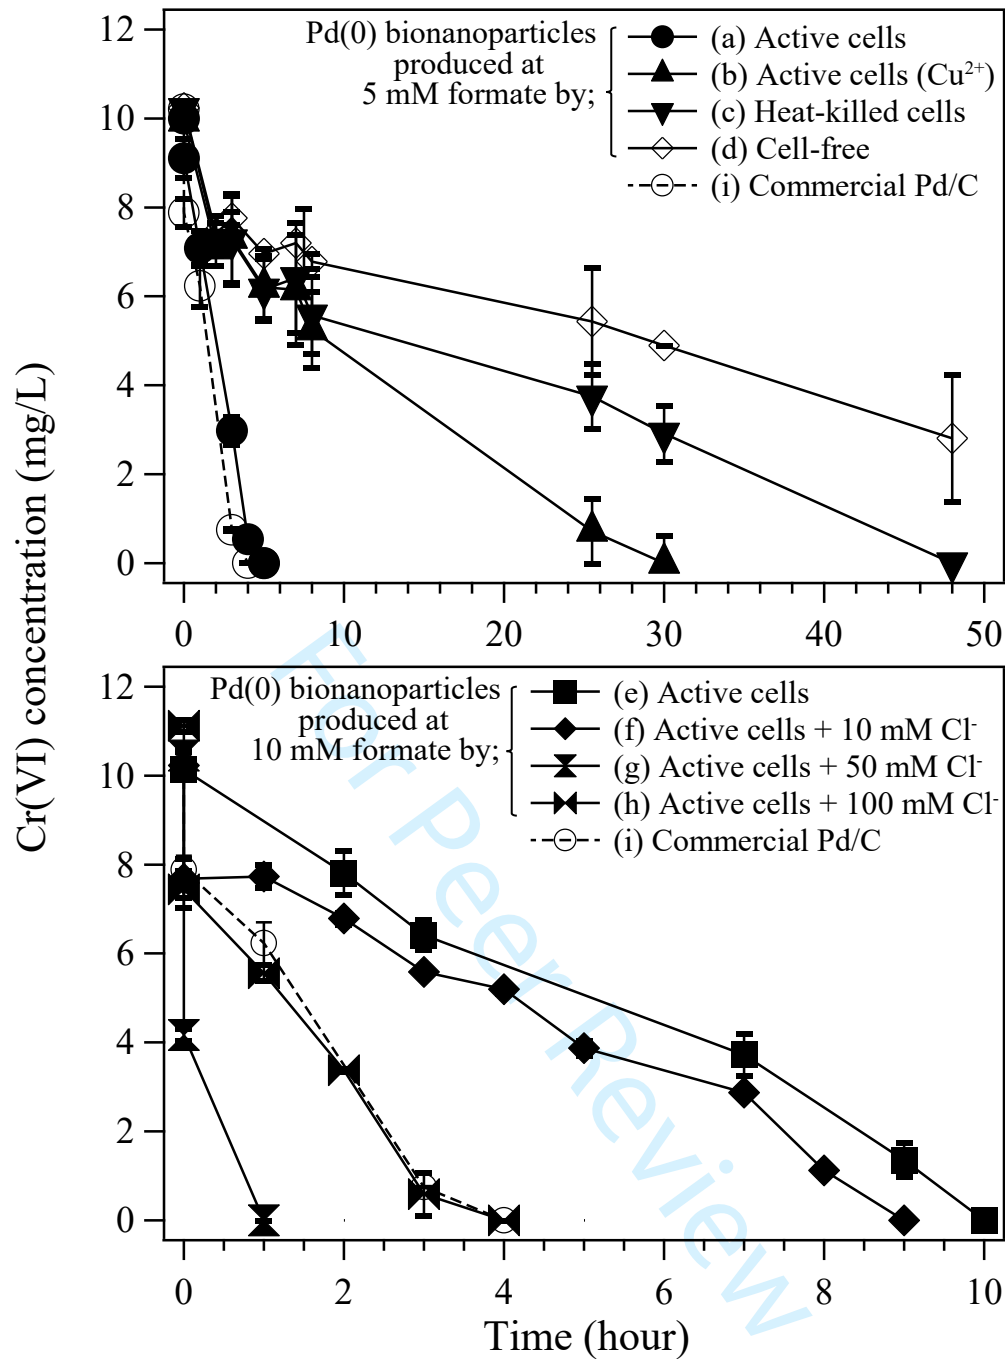 12
10
8
6
4
2
0
Pd(0) bionanoparticles
produced at
5 mM formate by;
(a) Active cells
(b) Active cells (Cu²⁺)
(c) Heat-killed cells
(d) Cell-free
(i) Commercial Pd/C
0 10 20 30 40 50
Cr(VI) concentration (mg/L)
12
10
8
6
4
2
0
Pd(0) bionanoparticles
produced at
10 mM formate by;
(e) Active cells
(f) Active cells + 10 mM Cl⁻
(g) Active cells + 50 mM Cl⁻
(h) Active cells + 100 mM Cl⁻
(i) Commercial Pd/C
0 2 4 6 8 10
Time (hour)
For Peer Review